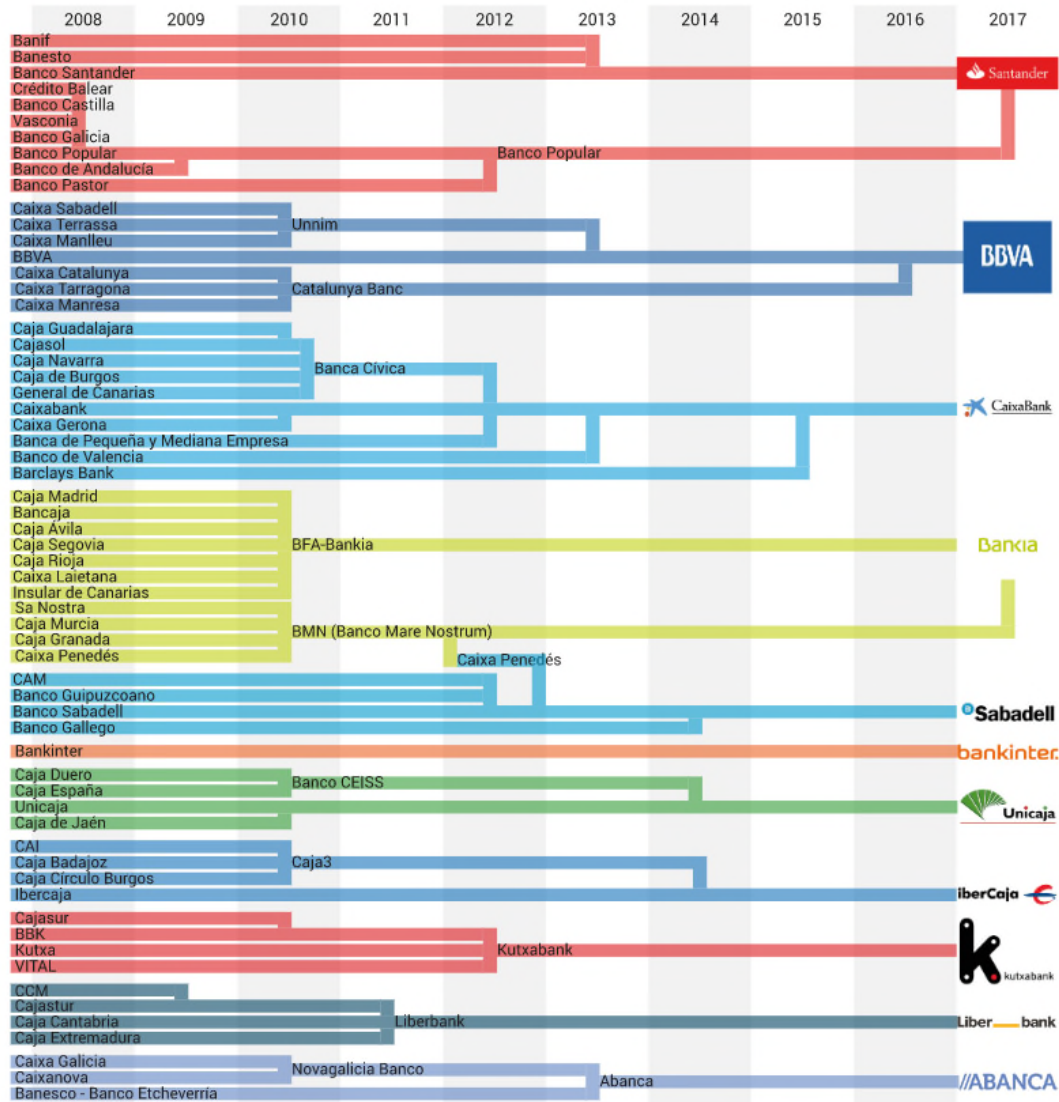 2008 2009 2010 2011 2012 2013 2014 2015 2016 2017
Banif
Banesto
Banco Santander
Santander
Crédito Balear
Banco Castilla
Vasconia
Banco Galicia
Banco Popular Banco Popular
Banco de Andalucía
Banco Pastor
Caixa Sabadell
Caixa Terrassa Unnim
Caixa Manlleu
BBVA
BBVA
Caixa Catalunya
Caixa Tarragona Catalunya Banc
Caixa Manresa
Caja Guadalajara
Cajasol
Caja Navarra
Banca Cívica
Caja de Burgos
General de Canarias
Caixabank
CaixaBank
Caixa Gerona
Banca de Pequeña y Mediana Empresa
Banco de Valencia
Barclays Bank
Caja Madrid
Bancaja
Caja Ávila
Caja Segovia BFA-Bankia Bankia
Caja Rioja
Caixa Laietana
Insular de Canarias
Sa Nostra
Caja Murcia
BMN (Banco Mare Nostrum)
Caja Granada
Caixa Penedés
Caixa Penedés
CAM
Banco Guipuzcoano
Banco Sabadell
B Sabadell
Banco Gallego
Bankinter bankinter.
Caja Duero
Banco CEISS
Caja España
Unicaja
Unicaja
Caja de Jaén
CAI
Caja Badajoz Caja3
Caja Círculo Burgos
Ibercaja iberCaja
Cajasur
BBK
Kutxa Kutxabank
k
VITAL
kutxabank
CCM
Cajastur
Caja Cantabria Liberbank Liber bank
Caja Extremadura
Caixa Galicia
Novagalicia Banco
Caixanova
Abanca //ABANCA
Banesco - Banco Etcheverría